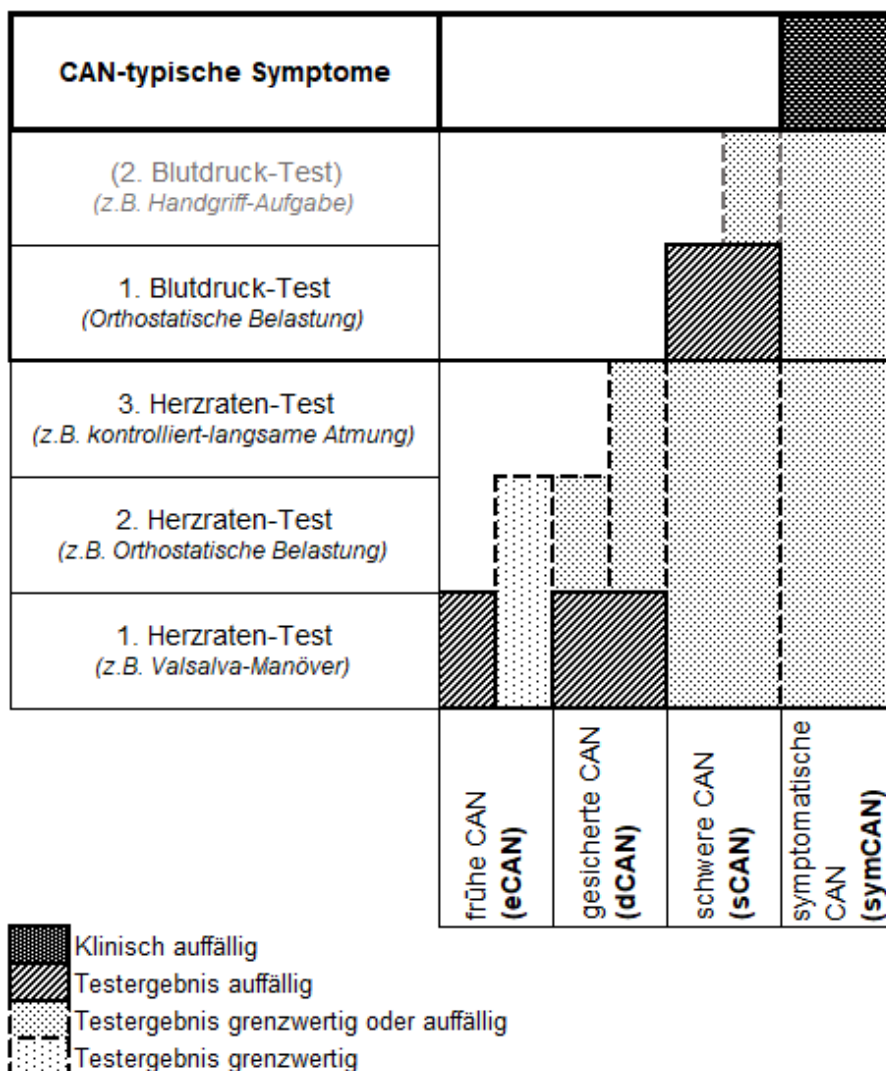 CAN-typische Symptome
(2. Blutdruck-Test)
(z.B. Handgriff-Aufgabe)
1. Blutdruck-Test
(Orthostatische Belastung)
3. Herzraten-Test
(z.B. kontrolliert-langsame Atmung)
2. Herzraten-Test
(z.B. Orthostatische Belastung)
1. Herzraten-Test
(z.B. Valsalva-Manöver)
frühe CAN
(eCAN)
gesicherte CAN
(dCAN)
schwere CAN
(sCAN)
symptomatische
CAN
(symCAN)
Klinisch auffällig
Testergebnis auffällig
Testergebnis grenzwertig oder auffällig
Testergebnis grenzwertig